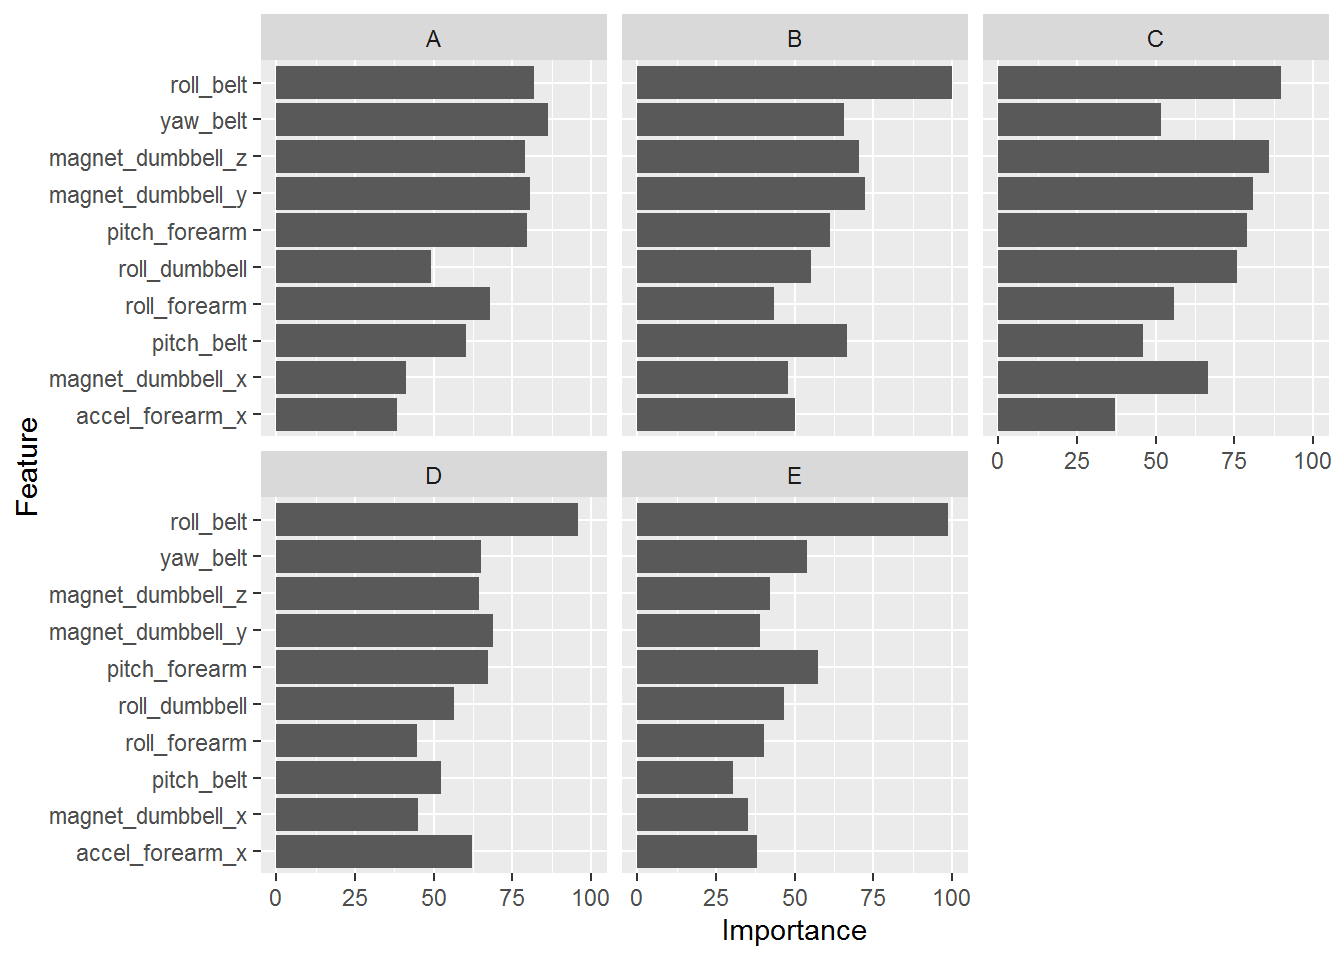 A
B
C
roll_belt
yaw_belt
magnet_dumbbell_z
magnet_dumbbell_y
pitch_forearm
roll_dumbbell
roll_forearm
pitch_belt
magnet_dumbbell_x
accel_forearm_x
0 25 50 75 100
D
E
roll_belt
yaw_belt
magnet_dumbbell_z
magnet_dumbbell_y
pitch_forearm
roll_dumbbell
roll_forearm
pitch_belt
magnet_dumbbell_x
accel_forearm_x
0 25 50 75 100
0 25 50 75 100
Importance
Feature